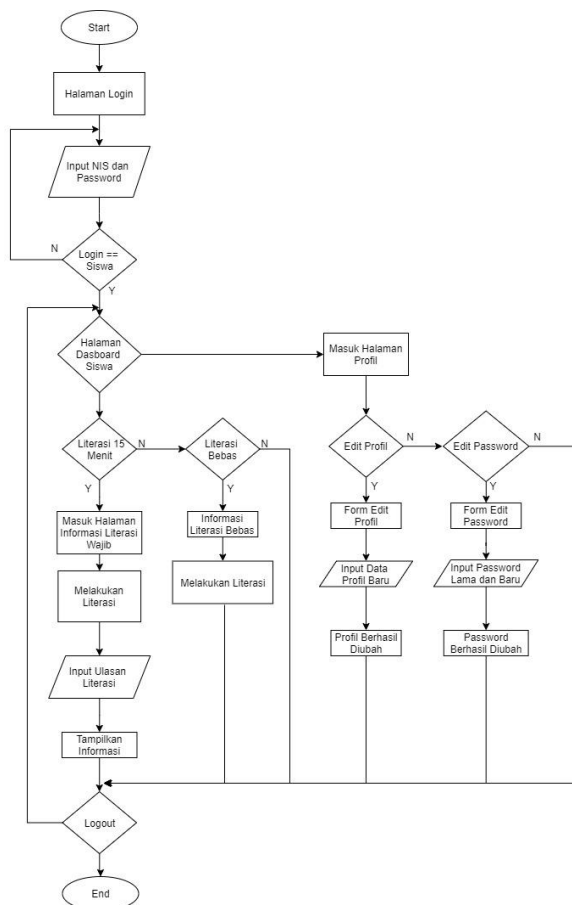 Start
Halaman Login
Input NIS dan
Password
N
Login ==
Siswa
Y
Halaman
Dasboard
Siswa
Masuk Halaman
Profil
Literasi 15
Menit
N
Literasi
Bebas
N
Edit Profil
N
Edit Password
N
Y
Y
Y
Y
Masuk Halaman
Informasi Literasi
Wajib
Informasi
Literasi Bebas
Form Edit
Profil
Form Edit
Password
Melakukan
Literasi
Melakukan Literasi
Input Data
Profil Baru
Input Password
Lama dan Baru
Input Ulasan
Literasi
Profil Berhasil
Diubah
Password
Berhasil Diubah
Tampilkan
Informasi
Logout
End